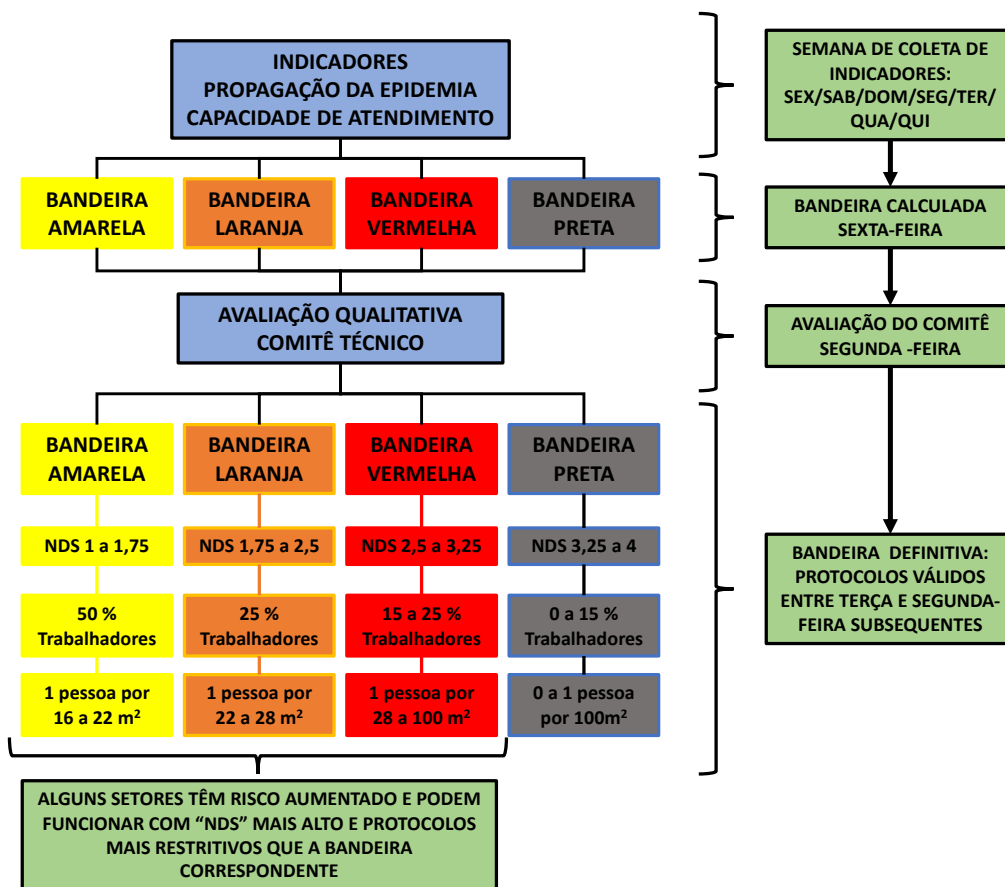 INDICADORES
PROPAGAÇÃO DA EPIDEMIA
CAPACIDADE DE ATENDIMENTO
SEMANA DE COLETA DE
INDICADORES:
SEX/SAB/DOM/SEG/TER/
QUA/QUI
BANDEIRA
AMARELA
BANDEIRA
LARANJA
BANDEIRA
VERMELHA
BANDEIRA
PRETA
BANDEIRA CALCULADA
SEXTA-FEIRA
AVALIAÇÃO QUALITATIVA
COMITÊ TÉCNICO
AVALIAÇÃO DO COMITÊ
SEGUNDA -FEIRA
BANDEIRA
AMARELA
BANDEIRA
LARANJA
BANDEIRA
VERMELHA
BANDEIRA
PRETA
NDS 1 a 1,75
NDS 1,75 a 2,5
NDS 2,5 a 3,25
NDS 3,25 a 4
50 %
Trabalhadores
25 %
Trabalhadores
15 a 25 %
Trabalhadores
0 a 15 %
Trabalhadores
1 pessoa por
16 a 22 m²
1 pessoa por
22 a 28 m²
1 pessoa por
28 a 100 m²
0 a 1 pessoa
por 100m²
BANDEIRA DEFINITIVA:
PROTOCOLOS VÁLIDOS
ENTRE TERÇA E SEGUNDA-
FEIRA SUBSEQUENTES
ALGUNS SETORES TÊM RISCO AUMENTADO E PODEM
FUNCIONAR COM “NDS” MAIS ALTO E PROTOCOLOS
MAIS RESTRITIVOS QUE A BANDEIRA
CORRESPONDENTE